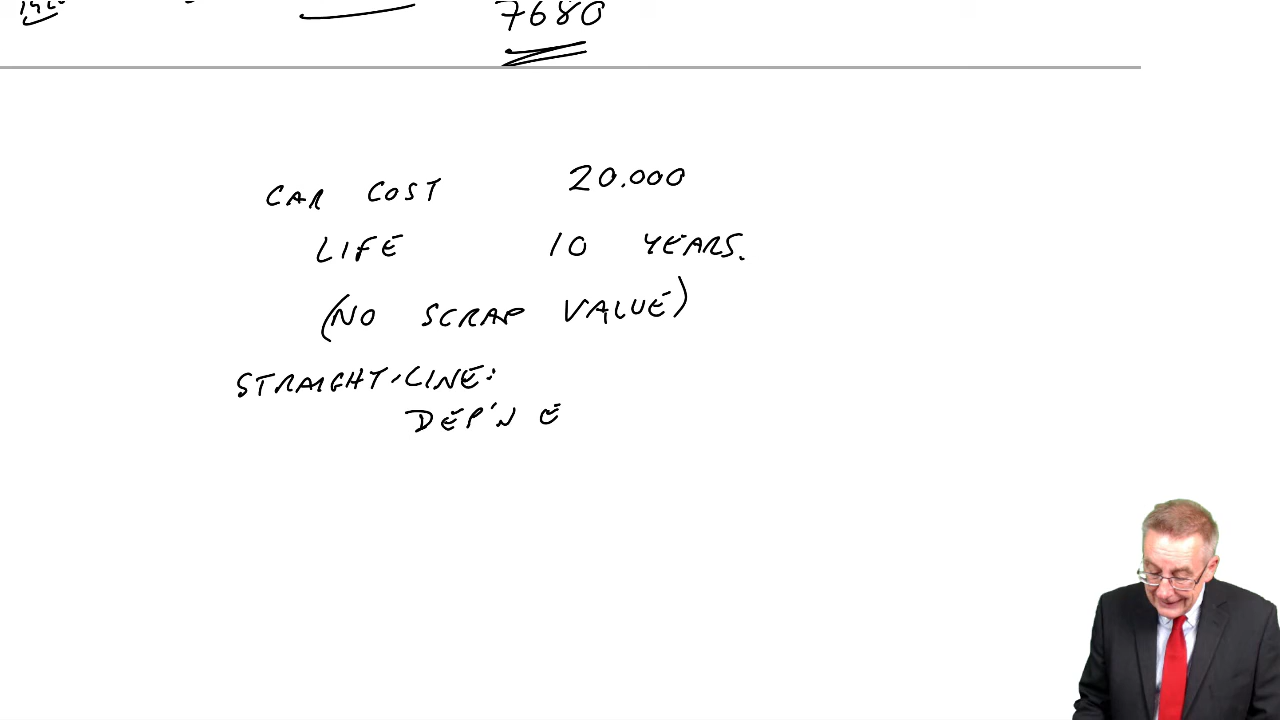 7680
CAR COST 20.000
LIFE 10 YEARS.
(NO SCRAP VALUE)
STRAIGHT-LINE:
DEP'N E